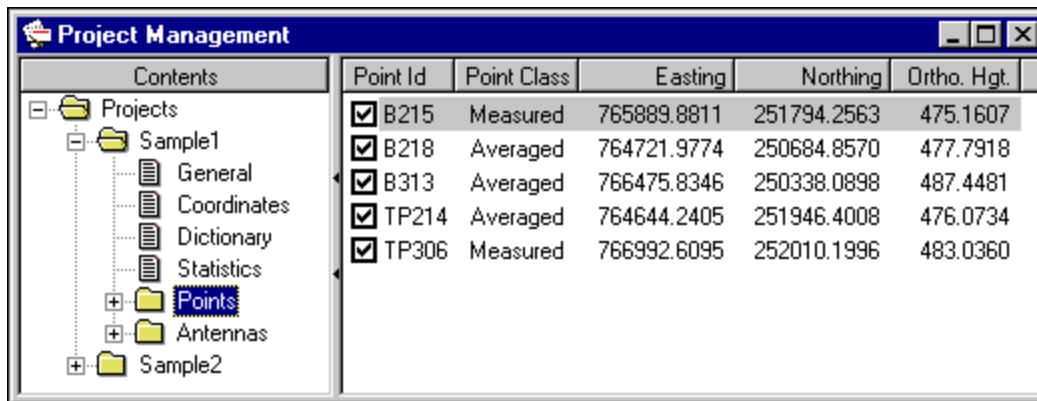 Project Management
Contents
Projects
Sample1
General
Coordinates
Dictionary
Statistics
Points
Antennas
Sample2
Point Id Point Class Easting Northing Ortho. Hgt.
B215 Measured 765889.8811 251794.2563 475.1607
B218 Averaged 764721.9774 250684.8570 477.7918
B313 Averaged 766475.8346 250338.0898 487.4481
TP214 Averaged 764644.2405 251946.4008 476.0734
TP306 Measured 766992.6095 252010.1996 483.0360